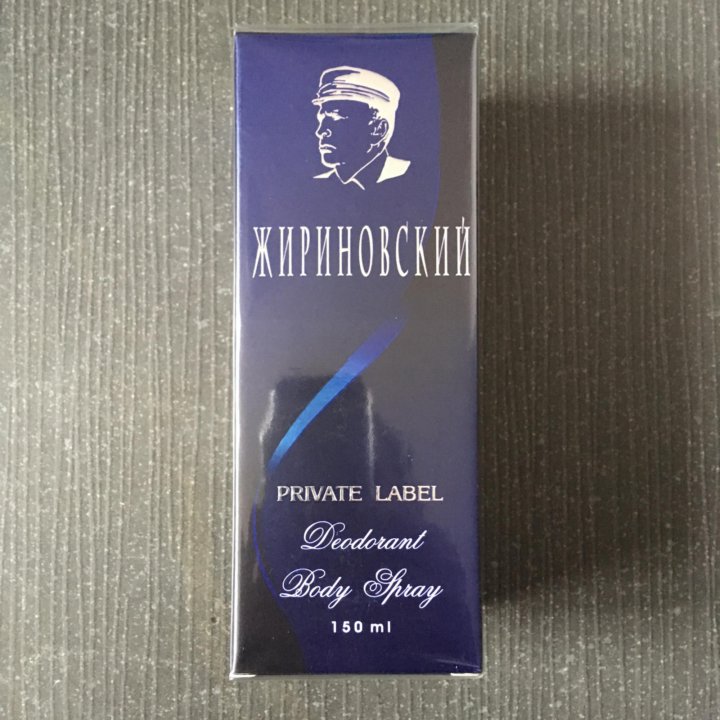 ЖИРИНОВСКИЙ
PRIVATE LABEL
Deodorant
Body Spray
150 ml